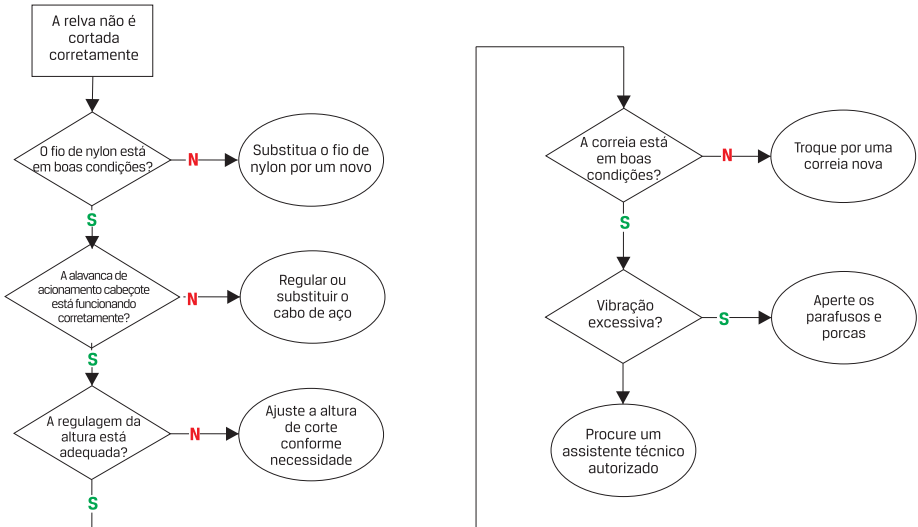 A relva não é
cortada
corretamente
O fio de nylon está
em boas condições?
N
Substitua o fio de
nylon por um novo
S
A alavanca de
acionamento cabeçote
está funcionando
corretamente?
N
Regular ou
substituir o
cabo de aço
S
A regulagem da
altura está
adequada?
N
Ajuste a altura
de corte
conforme
necessidade
S
A correia está
em boas
condições?
N
Troque por uma
correia nova
S
Vibração
excessiva?
S
Aperte os
parafusos e
porcas
Procure um
assistente técnico
autorizado